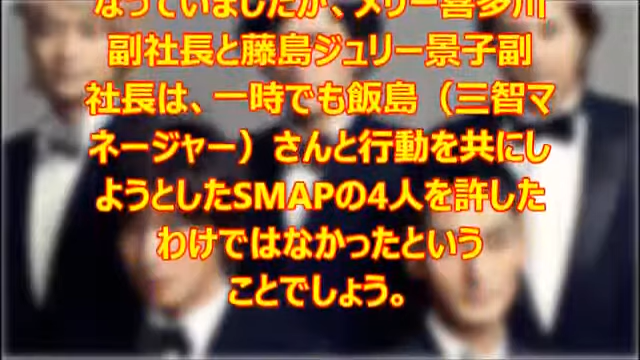 なっていましたが、メリー喜多川
副社長と藤島ジュリー景子副
社長は、一時でも飯島（三智マ
ネージャー）さんと行動を共にし
ようとしたSMAPの4人を許した
わけではなかったという
ことでしょう。